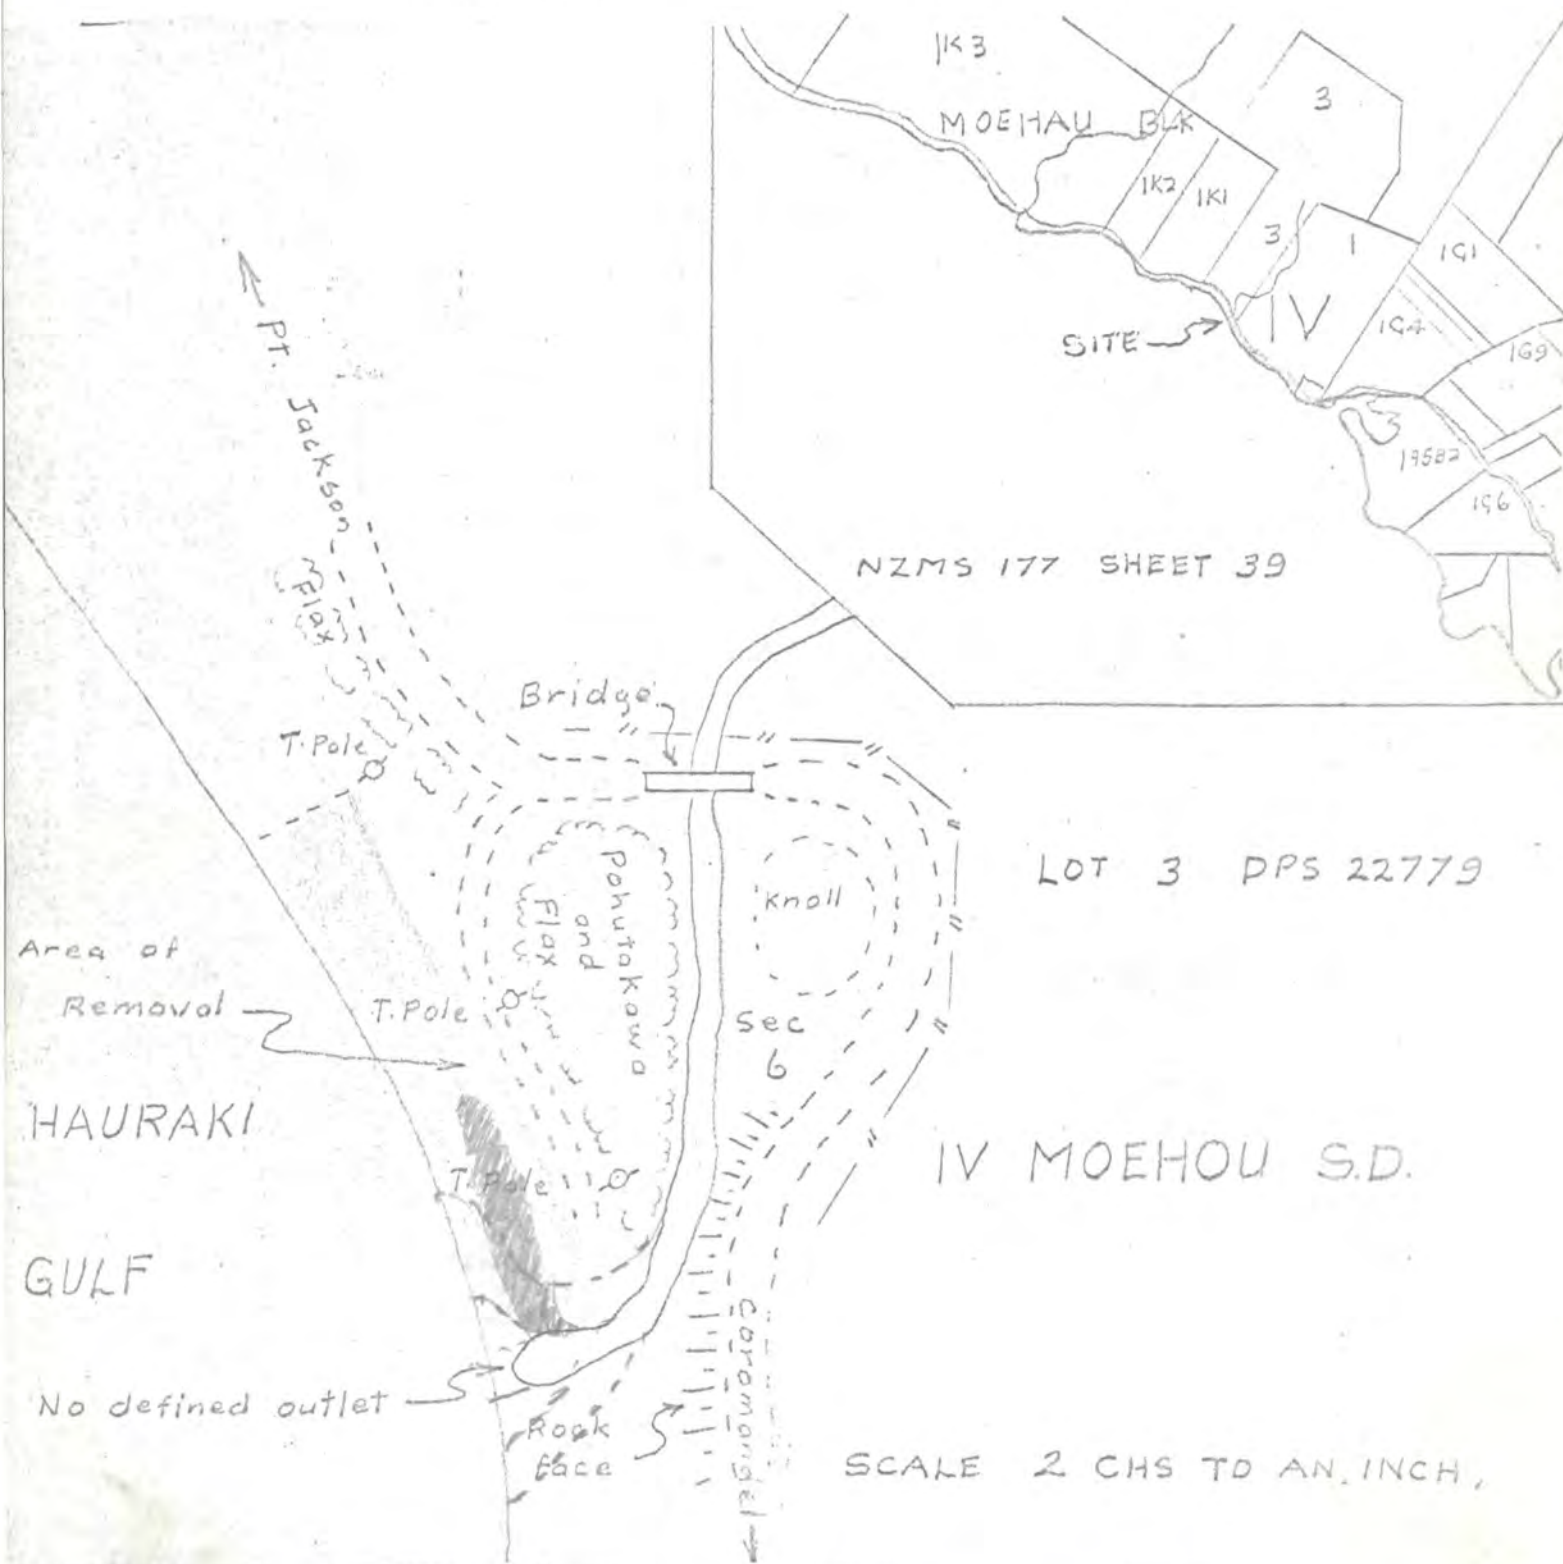 1K3
MOEHAU BLK
3
1K2
1K1
3
1
1G1
IV
1G4
1G9
SITE
195B2
1G6
NZMS 177 SHEET 39
Pt. Jackson
Flax
Bridge
T.Pole
LOT 3 DPS 22779
Pohutakawa
and
Flax
Knoll
Area of
Removal
T.Pole
Sec
6
HAURAKI
T.Pole
IV MOEHOU S.D.
GULF
No defined outlet
Rock
face
Coromandel
SCALE 2 CHS TO AN INCH.